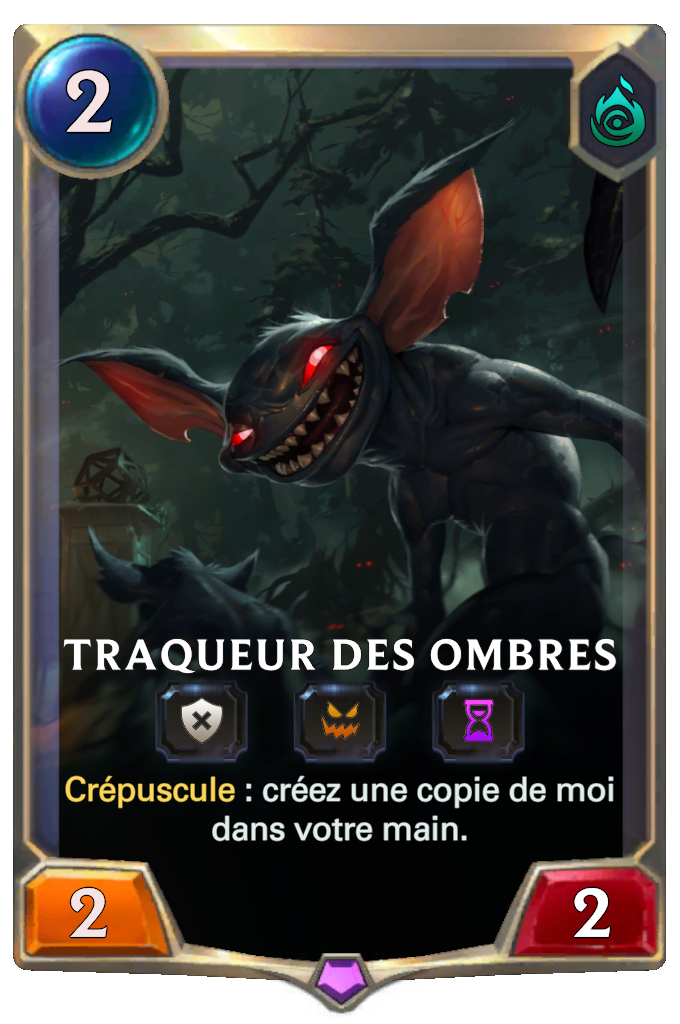 2
TRAQUEUR DES OMBRES
Crépuscule : créez une copie de moi
dans votre main.
2
2